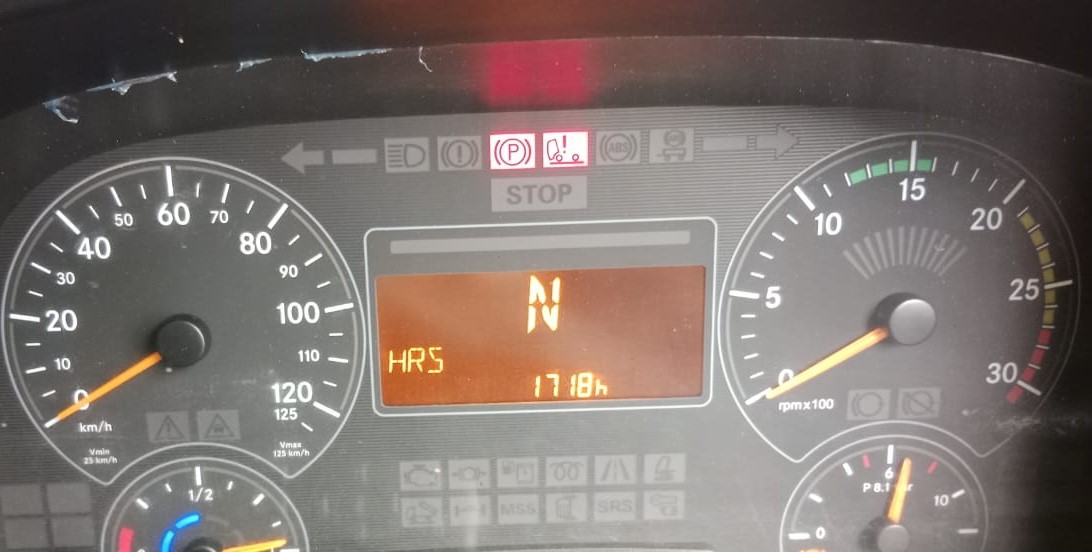 (P) ! (!) (ABS)
STOP
0 10 20 30 40 50 60 70 80 90 100 110 120 125
km/h
Vmin
25 km/h
Vmax
125 km/h
N
HRS
1718h
0 5 10 15 20 25 30
rpmx100
MSS SRS
1/2
0 6 10